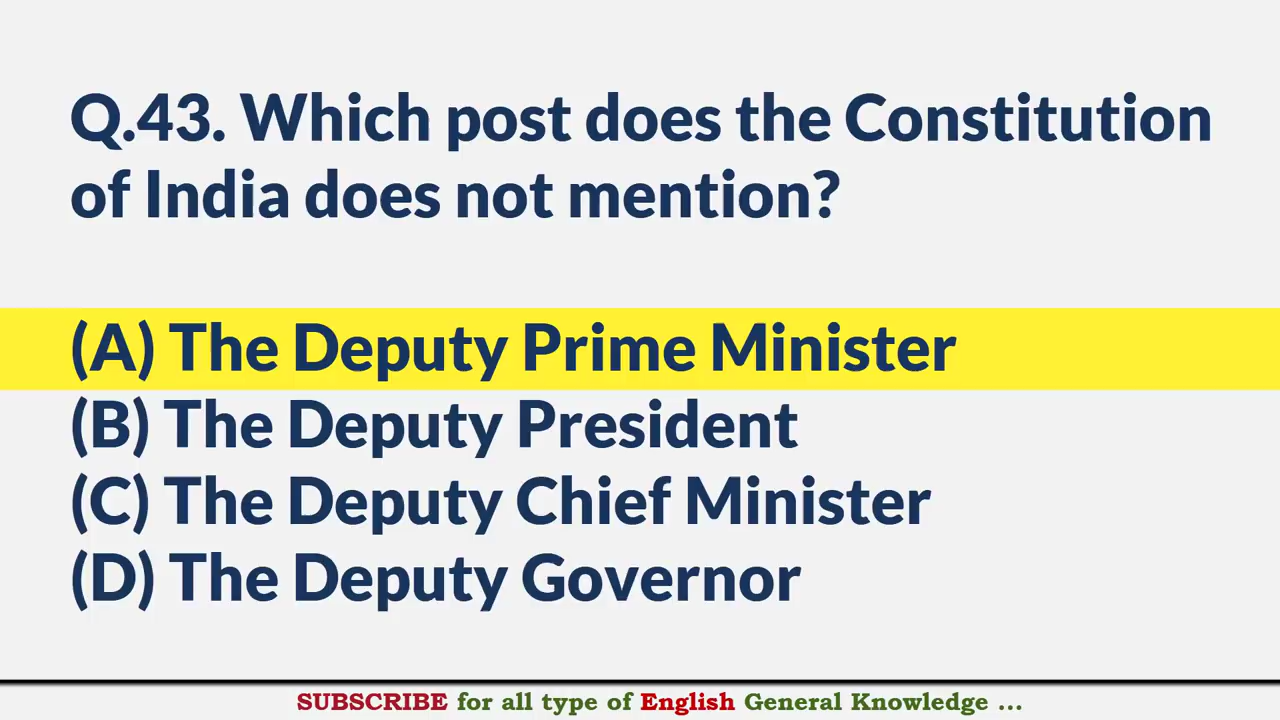 Q.43. Which post does the Constitution
of India does not mention?
(A) The Deputy Prime Minister
(B) The Deputy President
(C) The Deputy Chief Minister
(D) The Deputy Governor
SUBSCRIBE for all type of English General Knowledge ...